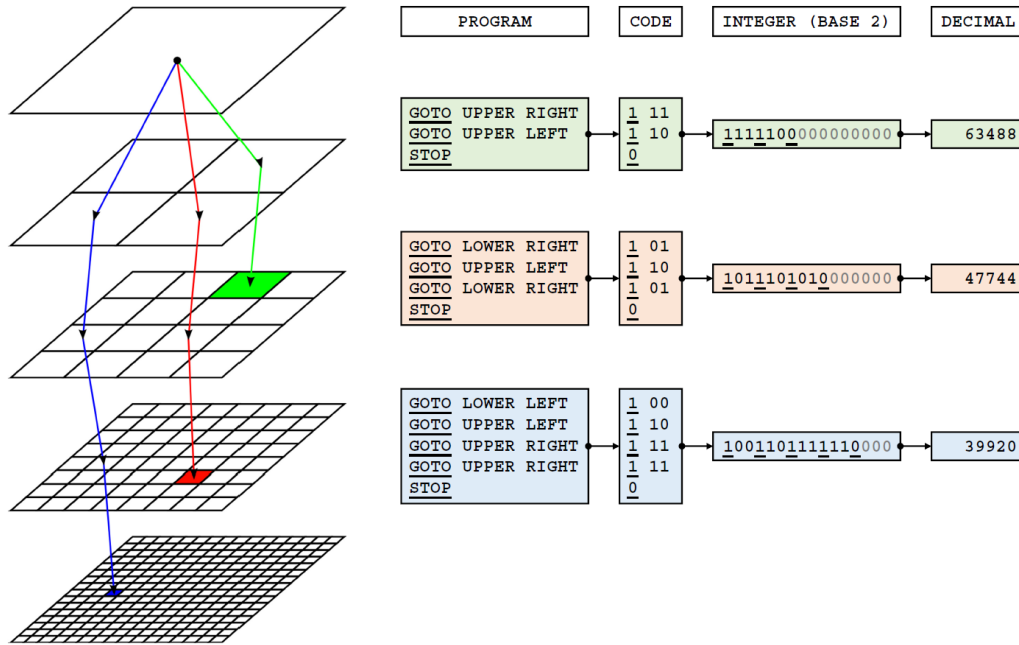 PROGRAM
CODE
INTEGER (BASE 2)
DECIMAL
GOTO UPPER RIGHT
GOTO UPPER LEFT
STOP
1 11
1 10
0
1111100000000000
63488
GOTO LOWER RIGHT
GOTO UPPER LEFT
GOTO LOWER RIGHT
STOP
1 01
1 10
1 01
0
1011101010000000
47744
GOTO LOWER LEFT
GOTO UPPER LEFT
GOTO UPPER RIGHT
GOTO UPPER RIGHT
STOP
1 00
1 10
1 11
1 11
0
1001101111110000
39920